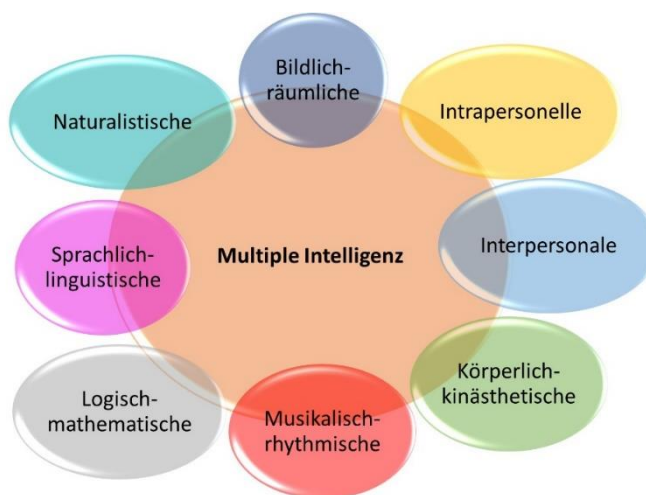 Bildlich-
räumliche
Intrapersonelle
Naturalistische
Interpersonale
Sprachlich-
linguistische
Multiple Intelligenz
Körperlich-
kinästhetische
Logisch-
mathematische
Musikalisch-
rhythmische